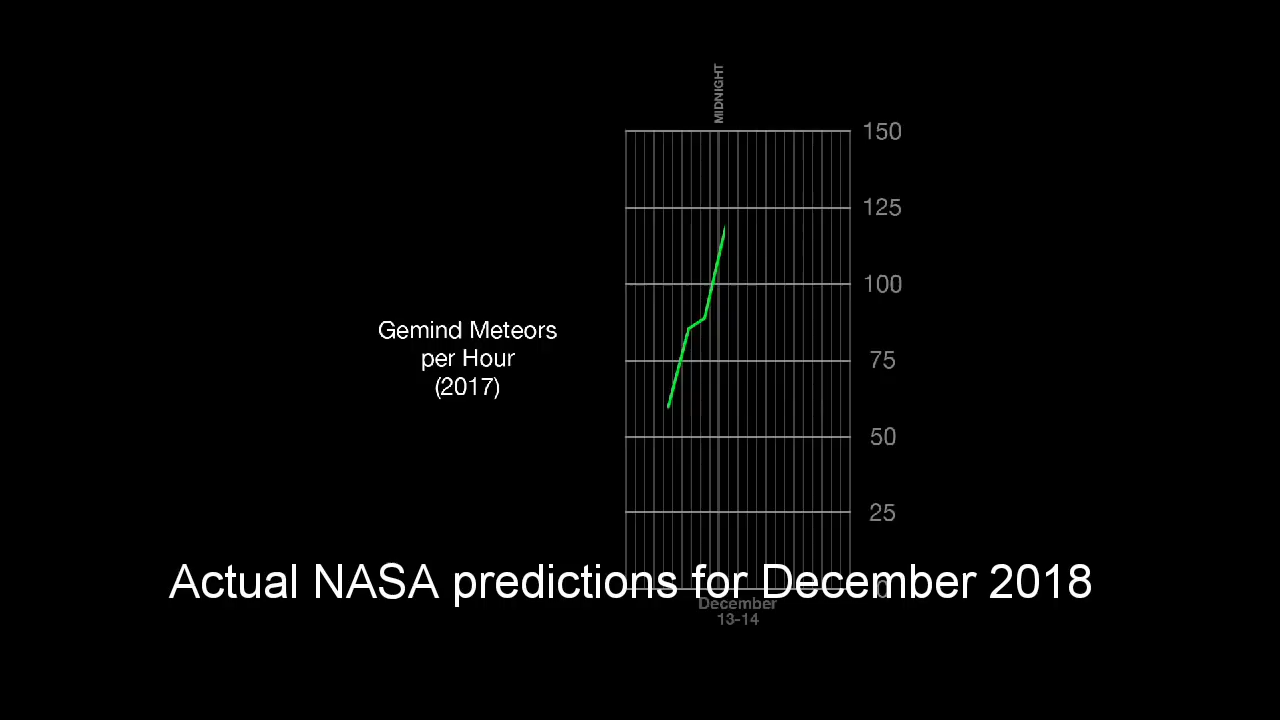 MIDNIGHT
150
125
100
75
50
25
0
Gemind Meteors
per Hour
(2017)
Actual NASA predictions for December 2018
December
13-14